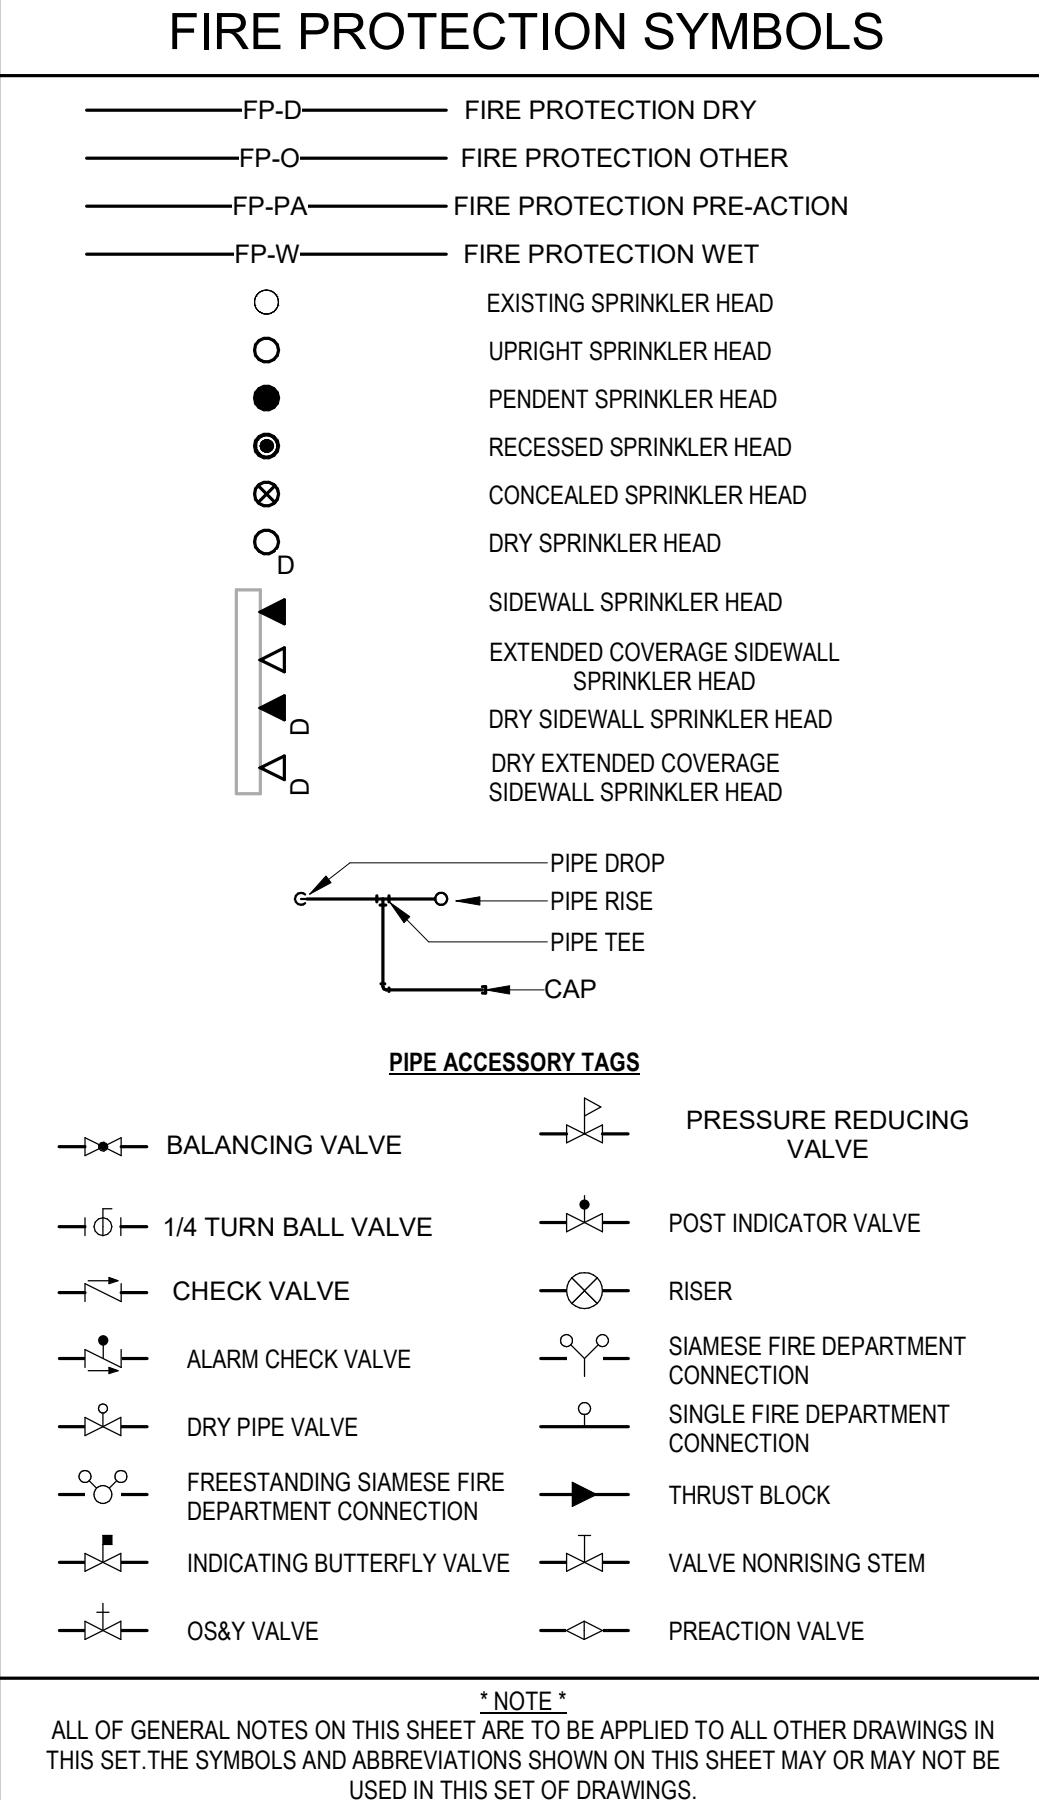 FIRE PROTECTION SYMBOLS
FP-D FIRE PROTECTION DRY
FP-O FIRE PROTECTION OTHER
FP-PA FIRE PROTECTION PRE-ACTION
FP-W FIRE PROTECTION WET
EXISTING SPRINKLER HEAD
UPRIGHT SPRINKLER HEAD
PENDENT SPRINKLER HEAD
RECESSED SPRINKLER HEAD
CONCEALED SPRINKLER HEAD
DRY SPRINKLER HEAD
D
SIDEWALL SPRINKLER HEAD
EXTENDED COVERAGE SIDEWALL
SPRINKLER HEAD
D DRY SIDEWALL SPRINKLER HEAD
DRY EXTENDED COVERAGE
D SIDEWALL SPRINKLER HEAD
PIPE DROP
PIPE RISE
PIPE TEE
CAP
PIPE ACCESSORY TAGS
BALANCING VALVE
1/4 TURN BALL VALVE
CHECK VALVE
ALARM CHECK VALVE
DRY PIPE VALVE
FREESTANDING SIAMESE FIRE
DEPARTMENT CONNECTION
INDICATING BUTTERFLY VALVE
OS&Y VALVE
PRESSURE REDUCING
VALVE
POST INDICATOR VALVE
RISER
SIAMESE FIRE DEPARTMENT
CONNECTION
SINGLE FIRE DEPARTMENT
CONNECTION
THRUST BLOCK
VALVE NONRISING STEM
PREACTION VALVE
* NOTE *
ALL OF GENERAL NOTES ON THIS SHEET ARE TO BE APPLIED TO ALL OTHER DRAWINGS IN
THIS SET.THE SYMBOLS AND ABBREVIATIONS SHOWN ON THIS SHEET MAY OR MAY NOT BE
USED IN THIS SET OF DRAWINGS.